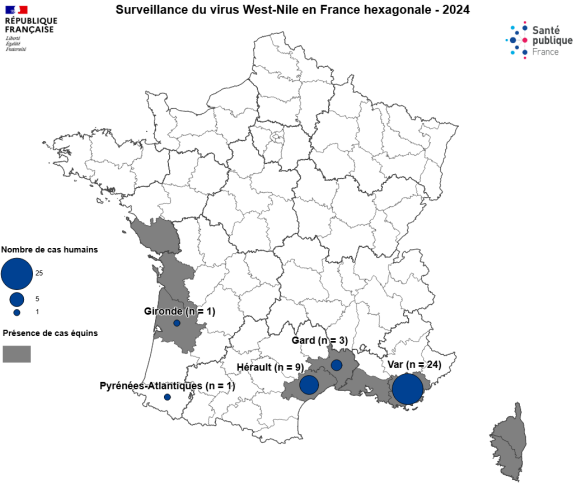 Surveillance du virus West-Nile en France hexagonale - 2024
RÉPUBLIQUE
FRANÇAISE
Liberté
Égalité
Fraternité
Santé
publique
France
Nombre de cas humains
25
5
1
Présence de cas équins
Gironde (n = 1)
Gard (n = 3)
Hérault (n = 9)
Var (n = 24)
Pyrénées-Atlantiques (n = 1)